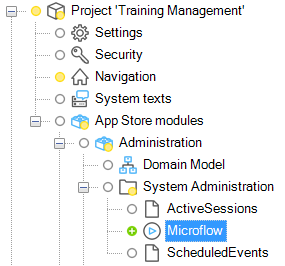 Project 'Training Management'
Settings
Security
Navigation
System texts
App Store modules
Administration
Domain Model
System Administration
ActiveSessions
Microflow
ScheduledEvents